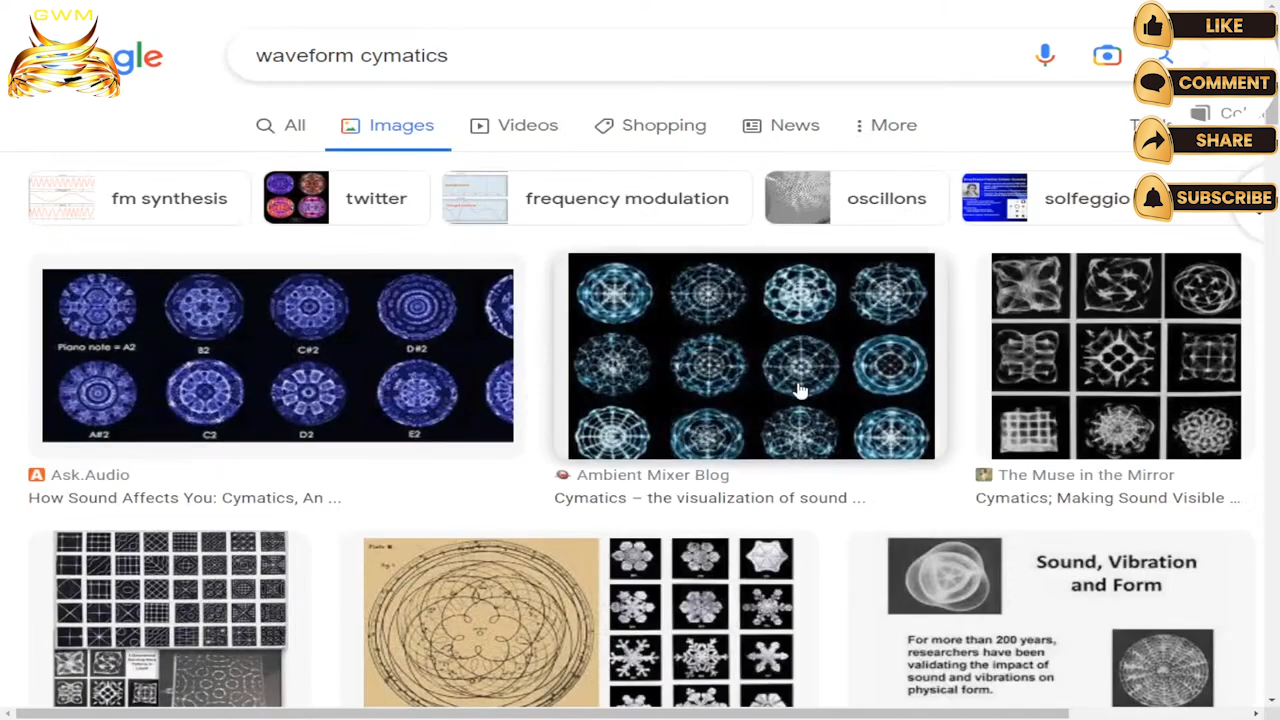 GWM
gle
waveform cymatics
LIKE
COMMENT
SHARE
SUBSCRIBE
All
Images
Videos
Shopping
News
More
fm synthesis
twitter
frequency modulation
oscillons
solfeggio
Piano note = A2
B2
C#2
D#2
A#2
C2
D2
E2
Ask.Audio
How Sound Affects You: Cymatics, An ...
Ambient Mixer Blog
Cymatics – the visualization of sound ...
The Muse in the Mirror
Cymatics; Making Sound Visible ...
Sound, Vibration
and Form
For more than 200 years,
researchers have been
validating the impact of
sound and vibrations on
physical form.